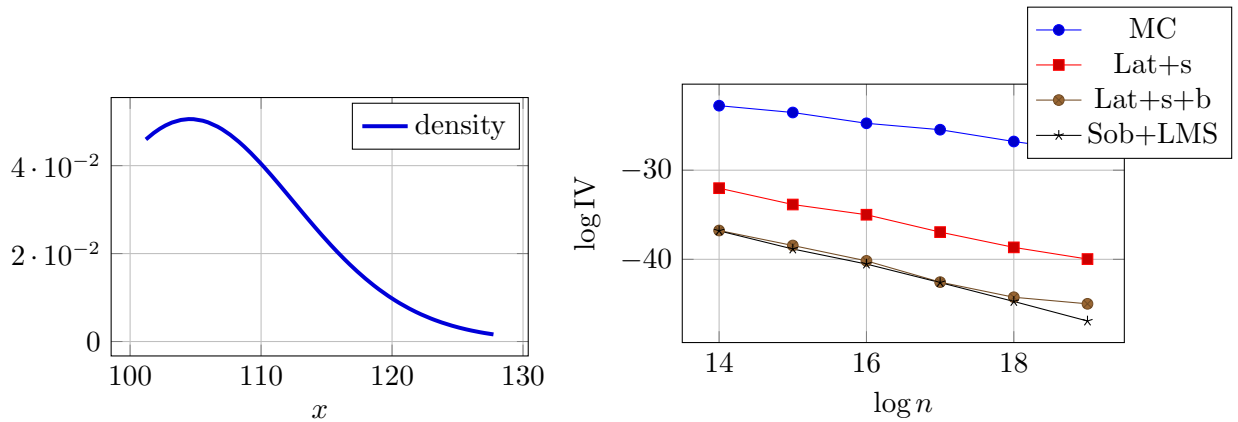 density
4 · 10⁻²
2 · 10⁻²
0
100 110 120 130
x
MC
Lat+s
Lat+s+b
Sob+LMS
−30
−40
log IV
14 16 18
log n